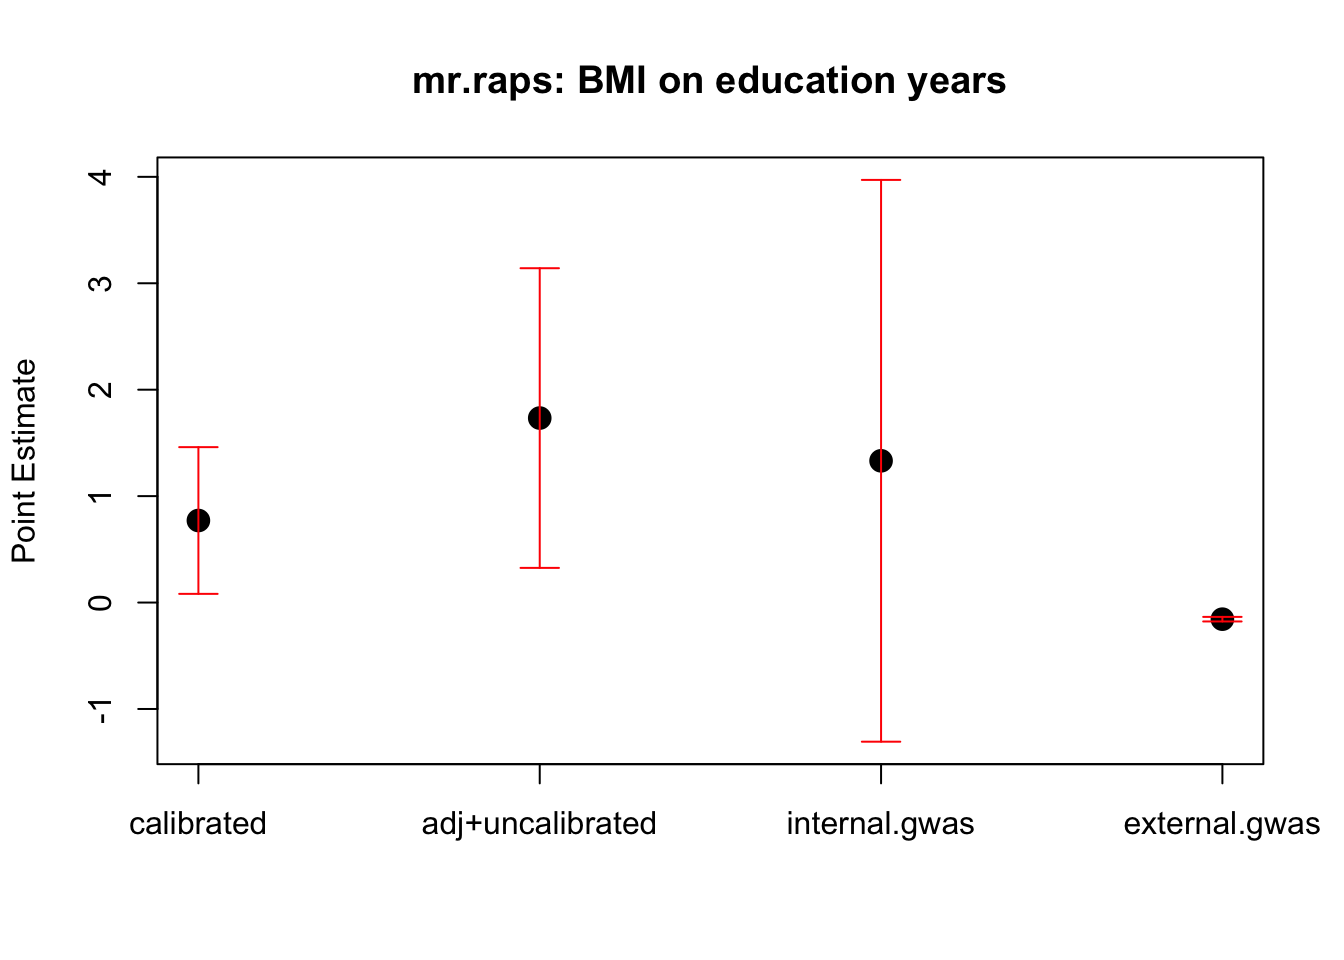 mr.raps: BMI on education years
Point Estimate
4
3
2
1
0
-1
calibrated
adj+uncalibrated
internal.gwas
external.gwas